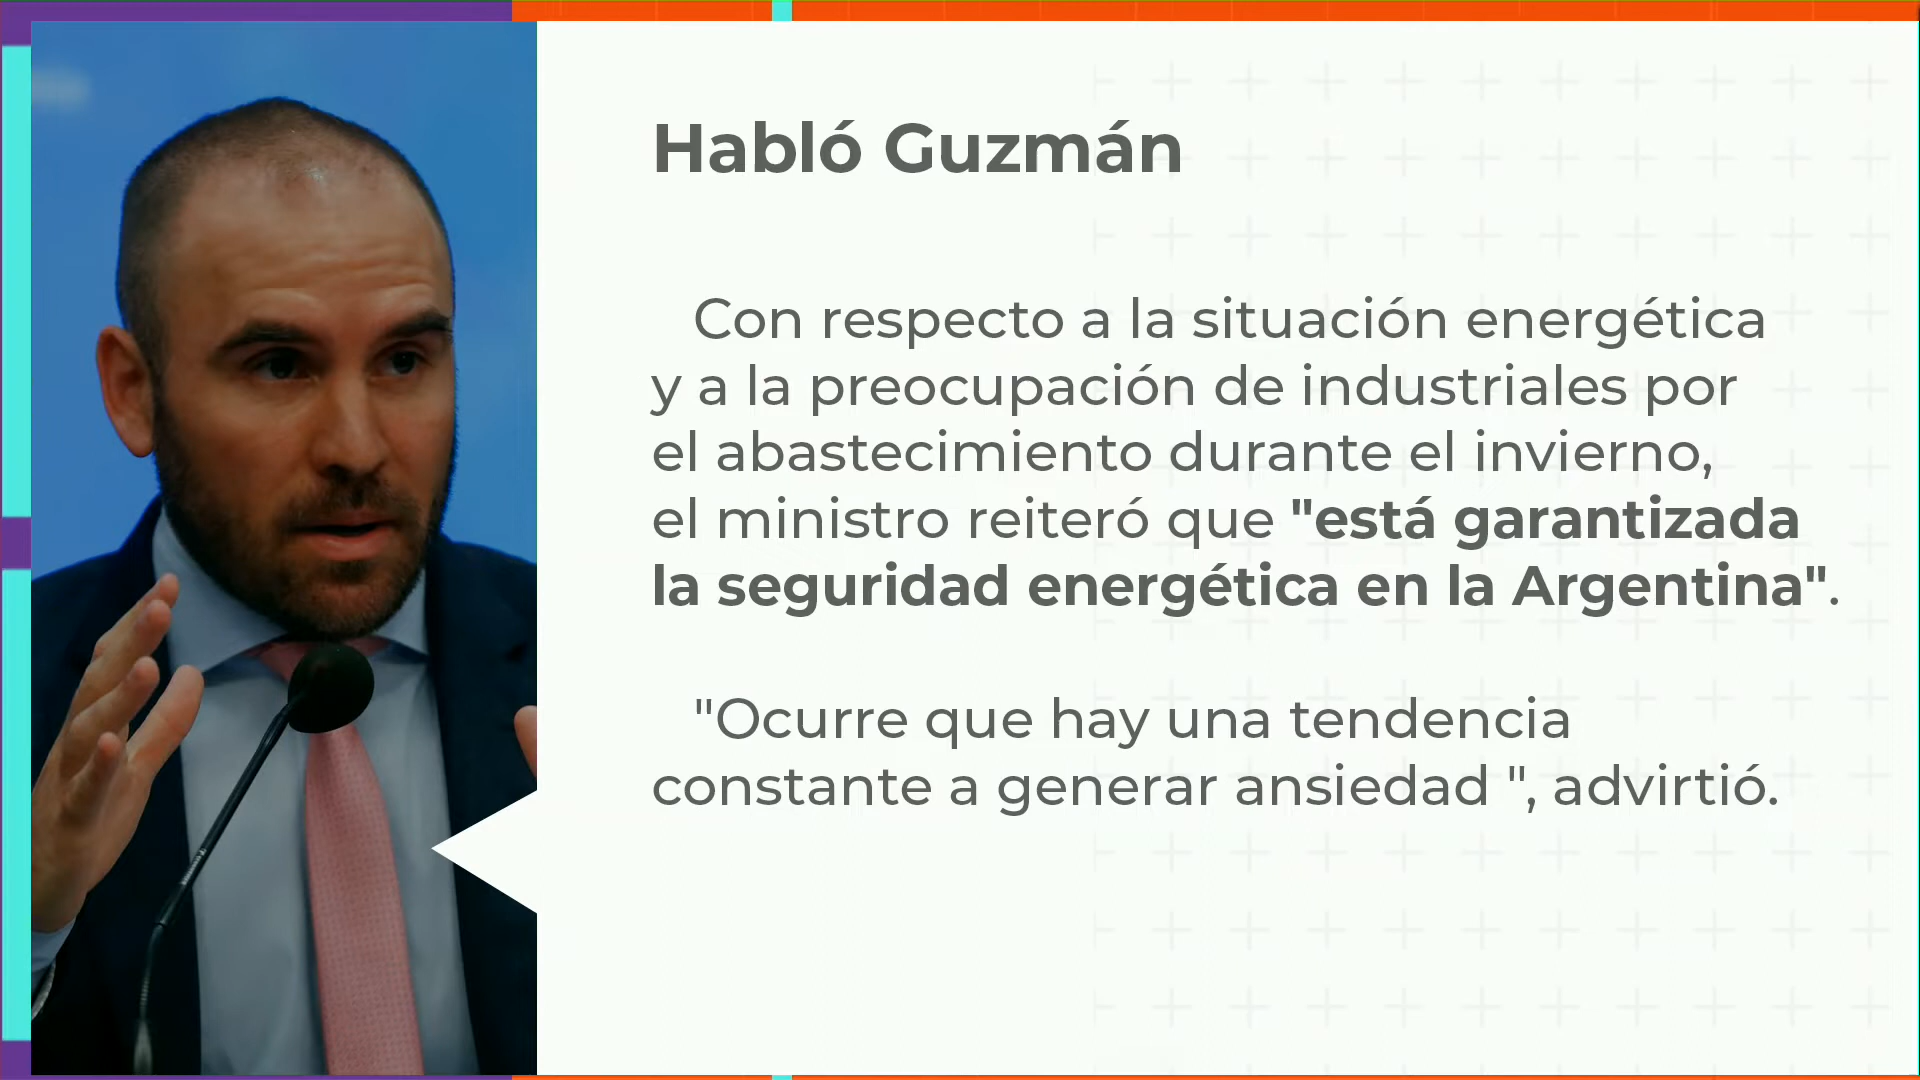 Habló Guzmán
Con respecto a la situación energética
y a la preocupación de industriales por
el abastecimiento durante el invierno,
el ministro reiteró que "está garantizada
la seguridad energética en la Argentina".
"Ocurre que hay una tendencia
constante a generar ansiedad ", advirtió.